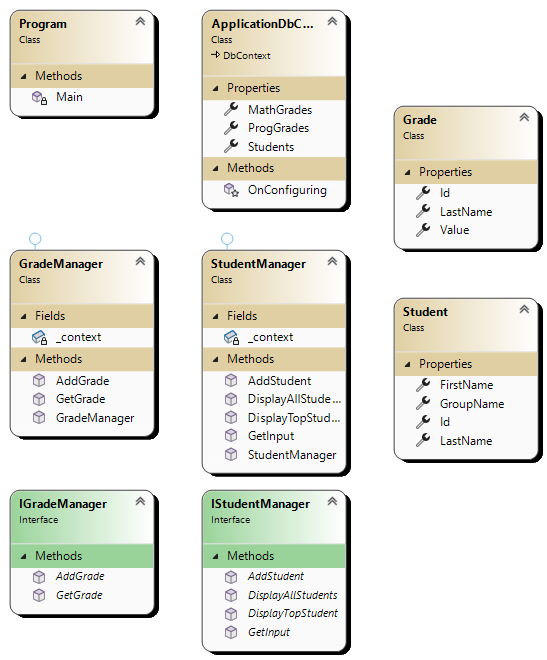 Program
Class
Methods
Main
ApplicationDbC...
Class
DbContext
Properties
MathGrades
ProgGrades
Students
Methods
OnConfiguring
Grade
Class
Properties
Id
LastName
Value
GradeManager
Class
Fields
_context
Methods
AddGrade
GetGrade
GradeManager
StudentManager
Class
Fields
_context
Methods
AddStudent
DisplayAllStude...
DisplayTopStud...
GetInput
StudentManager
Student
Class
Properties
FirstName
GroupName
Id
LastName
IGradeManager
Interface
Methods
AddGrade
GetGrade
IStudentManager
Interface
Methods
AddStudent
DisplayAllStudents
DisplayTopStudent
GetInput